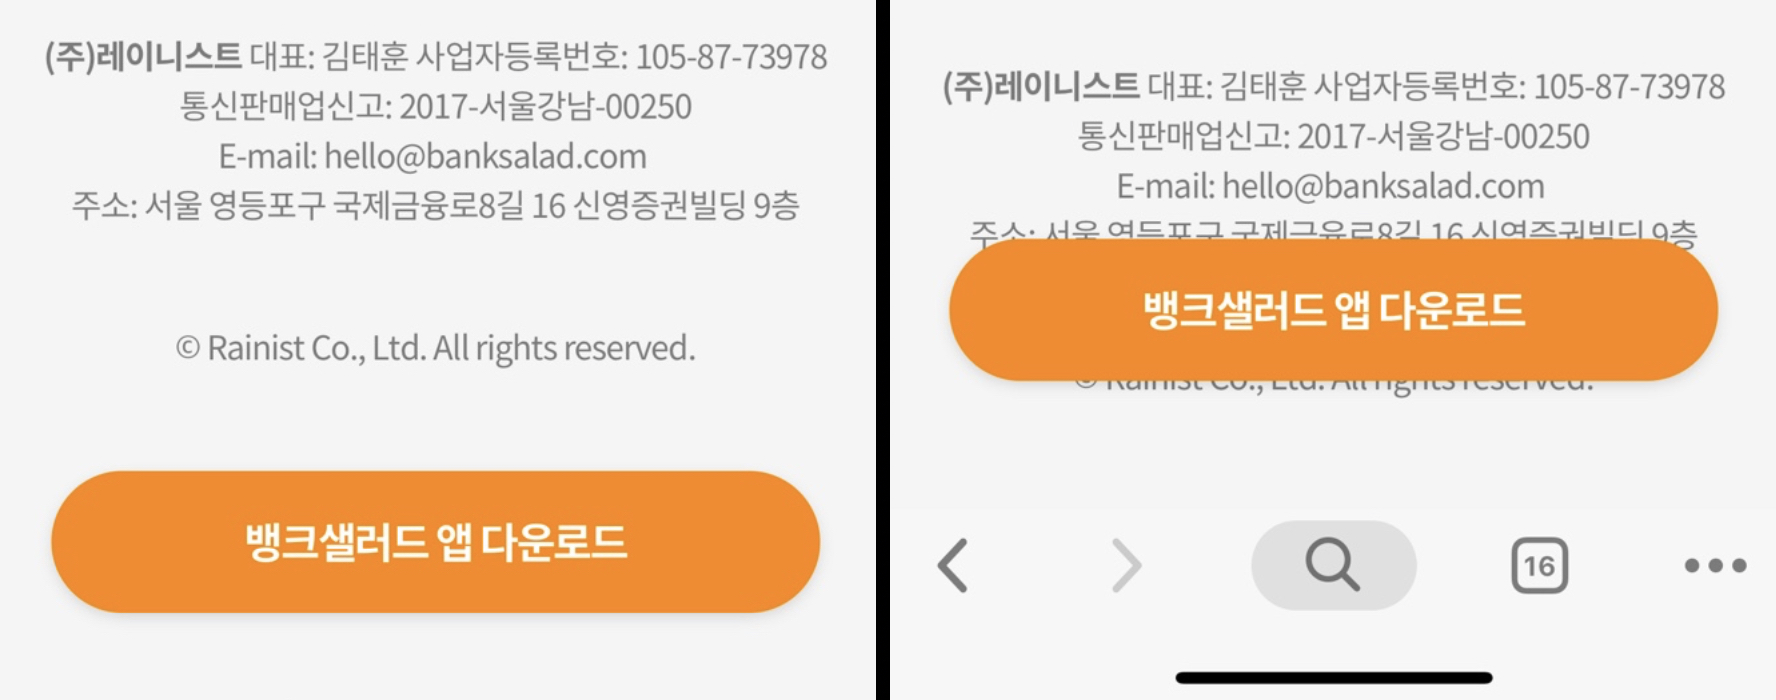 (주)레이니스트 대표: 김태훈 사업자등록번호: 105-87-73978
통신판매업신고: 2017-서울강남-00250
E-mail: hello@banksalad.com
주소: 서울 영등포구 국제금융로8길 16 신영증권빌딩 9층
© Rainist Co., Ltd. All rights reserved.
뱅크샐러드 앱 다운로드
(주)레이니스트 대표: 김태훈 사업자등록번호: 105-87-73978
통신판매업신고: 2017-서울강남-00250
E-mail: hello@banksalad.com
주소: 서울 영등포구 국제금융로8길 16 신영증권빌딩 9층
뱅크샐러드 앱 다운로드
© Rainist Co., Ltd. All rights reserved.
16